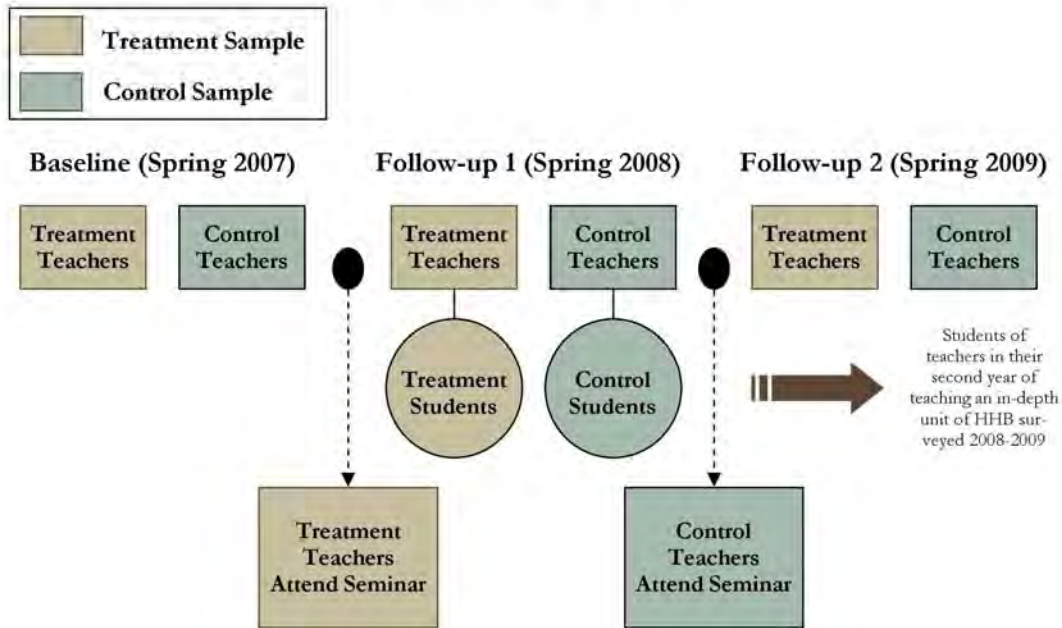 Treatment Sample
Control Sample
Baseline (Spring 2007)
Follow-up 1 (Spring 2008)
Follow-up 2 (Spring 2009)
Treatment
Teachers
Control
Teachers
Treatment
Teachers
Control
Teachers
Treatment
Teachers
Control
Teachers
Treatment
Students
Control
Students
Students of
teachers in their
second year of
teaching an in-depth
unit of HHB sur-
veyed 2008-2009
Treatment
Teachers
Attend Seminar
Control
Teachers
Attend Seminar